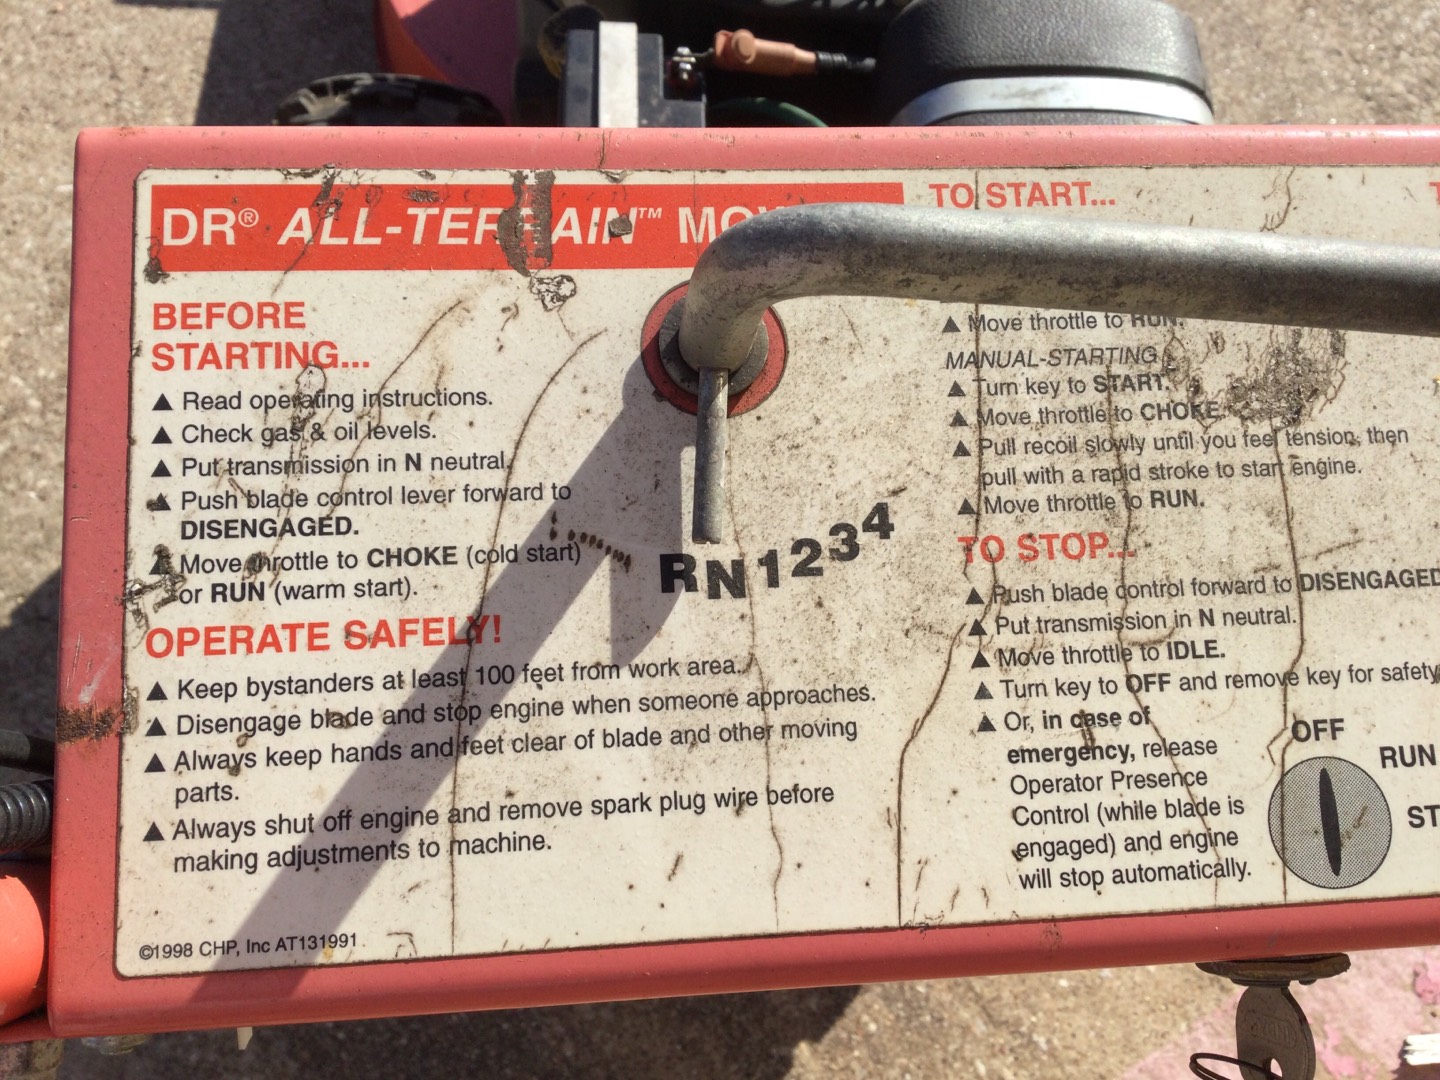 DR® ALL-TERRAIN™
BEFORE
STARTING...
▲ Read operating instructions.
▲ Check gas & oil levels.
▲ Put transmission in N neutral.
▲ Push blade control lever forward to
DISENGAGED.
▲ Move throttle to CHOKE (cold start)
or RUN (warm start).
OPERATE SAFELY!
▲ Keep bystanders at least 100 feet from work area.
▲ Disengage blade and stop engine when someone approaches.
▲ Always keep hands and feet clear of blade and other moving
parts.
▲ Always shut off engine and remove spark plug wire before
making adjustments to machine.
©1998 CHP, Inc AT131991
R N 1 2 3 4
TO START...
▲ Move throttle to RUN.
MANUAL-STARTING
▲ Turn key to START.
▲ Move throttle to CHOKE.
▲ Pull recoil slowly until you feel tension, then
pull with a rapid stroke to start engine.
▲ Move throttle to RUN.
TO STOP...
▲ Push blade control forward to DISENGAGED
▲ Put transmission in N neutral.
▲ Move throttle to IDLE.
▲ Turn key to OFF and remove key for safety
▲ Or, in case of
emergency, release
Operator Presence
Control (while blade is
engaged) and engine
will stop automatically.
OFF
RUN
ST